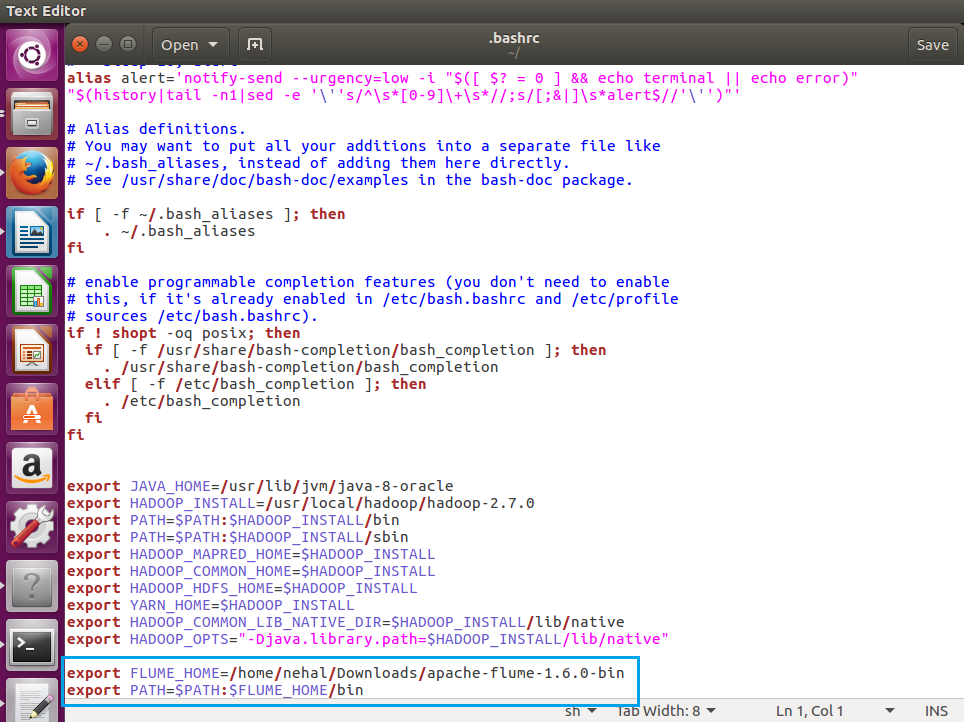 Text Editor
Open
.bashrc
~/
Save
alias alert='notify-send --urgency=low -i "$([ $? = 0 ] && echo terminal || echo error)"
"$(history|tail -n1|sed -e '\''s/^\s*[0-9]\+\s*//;s/[;&|]\s*alert$//'\'')"'
# Alias definitions.
# You may want to put all your additions into a separate file like
# ~/.bash_aliases, instead of adding them here directly.
# See /usr/share/doc/bash-doc/examples in the bash-doc package.
if [ -f ~/.bash_aliases ]; then
. ~/.bash_aliases
fi
# enable programmable completion features (you don't need to enable
# this, if it's already enabled in /etc/bash.bashrc and /etc/profile
# sources /etc/bash.bashrc).
if ! shopt -oq posix; then
if [ -f /usr/share/bash-completion/bash_completion ]; then
. /usr/share/bash-completion/bash_completion
elif [ -f /etc/bash_completion ]; then
. /etc/bash_completion
fi
fi
export JAVA_HOME=/usr/lib/jvm/java-8-oracle
export HADOOP_INSTALL=/usr/local/hadoop/hadoop-2.7.0
export PATH=$PATH:$HADOOP_INSTALL/bin
export PATH=$PATH:$HADOOP_INSTALL/sbin
export HADOOP_MAPRED_HOME=$HADOOP_INSTALL
export HADOOP_COMMON_HOME=$HADOOP_INSTALL
export HADOOP_HDFS_HOME=$HADOOP_INSTALL
export YARN_HOME=$HADOOP_INSTALL
export HADOOP_COMMON_LIB_NATIVE_DIR=$HADOOP_INSTALL/lib/native
export HADOOP_OPTS="-Djava.library.path=$HADOOP_INSTALL/lib/native"
export FLUME_HOME=/home/nehal/Downloads/apache-flume-1.6.0-bin
export PATH=$PATH:$FLUME_HOME/bin
sh Tab Width: 8 Ln 1, Col 1 INS